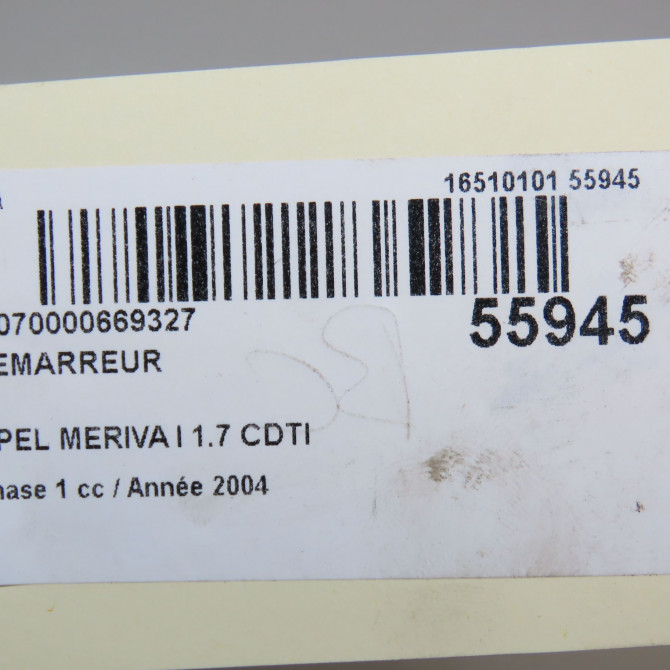 16510101 55945
070000669327
55945
EMARREUR
PEL MERIVA I 1.7 CDTI
hase 1 cc / Année 2004